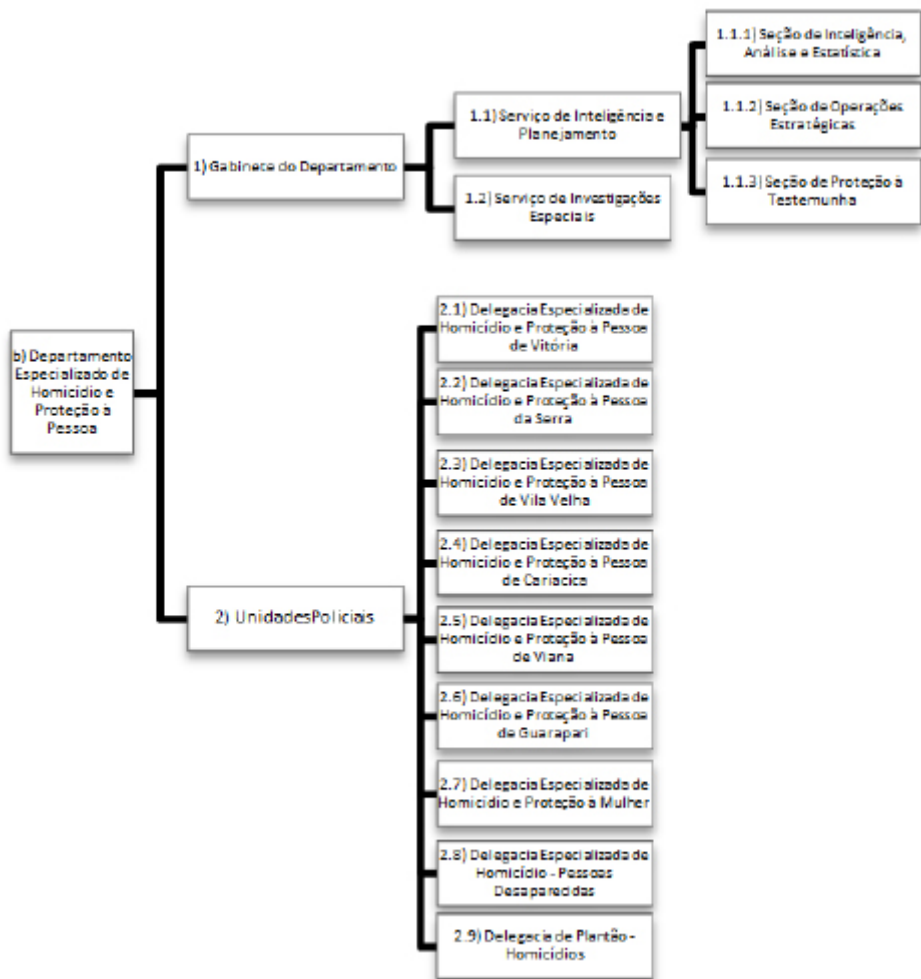 b) Departamento
Especializado de
Homicídio e
Proteção à
Pessoa
1) Gabinete do Departamento
1.1) Serviço de Inteligência e
Planejamento
1.1.1) Seção de Inteligência,
Análise e Estatística
1.1.2) Seção de Operações
Estratégicas
1.1.3) Seção de Proteção à
Testemunha
1.2) Serviço de Investigações
Especiais
2) Unidades Policiais
2.1) Delegacia Especializada de
Homicídio e Proteção à Pessoa
de Vitória
2.2) Delegacia Especializada de
Homicídio e Proteção à Pessoa
da Serra
2.3) Delegacia Especializada de
Homicídio e Proteção à Pessoa
de Vila Velha
2.4) Delegacia Especializada de
Homicídio e Proteção à Pessoa
de Cariacica
2.5) Delegacia Especializada de
Homicídio e Proteção à Pessoa
de Viana
2.6) Delegacia Especializada de
Homicídio e Proteção à Pessoa
de Guarapari
2.7) Delegacia Especializada de
Homicídio e Proteção à Mulher
2.8) Delegacia Especializada de
Homicídio - Pessoas
Desaparecidas
2.9) Delegacia de Plantão -
Homicídios